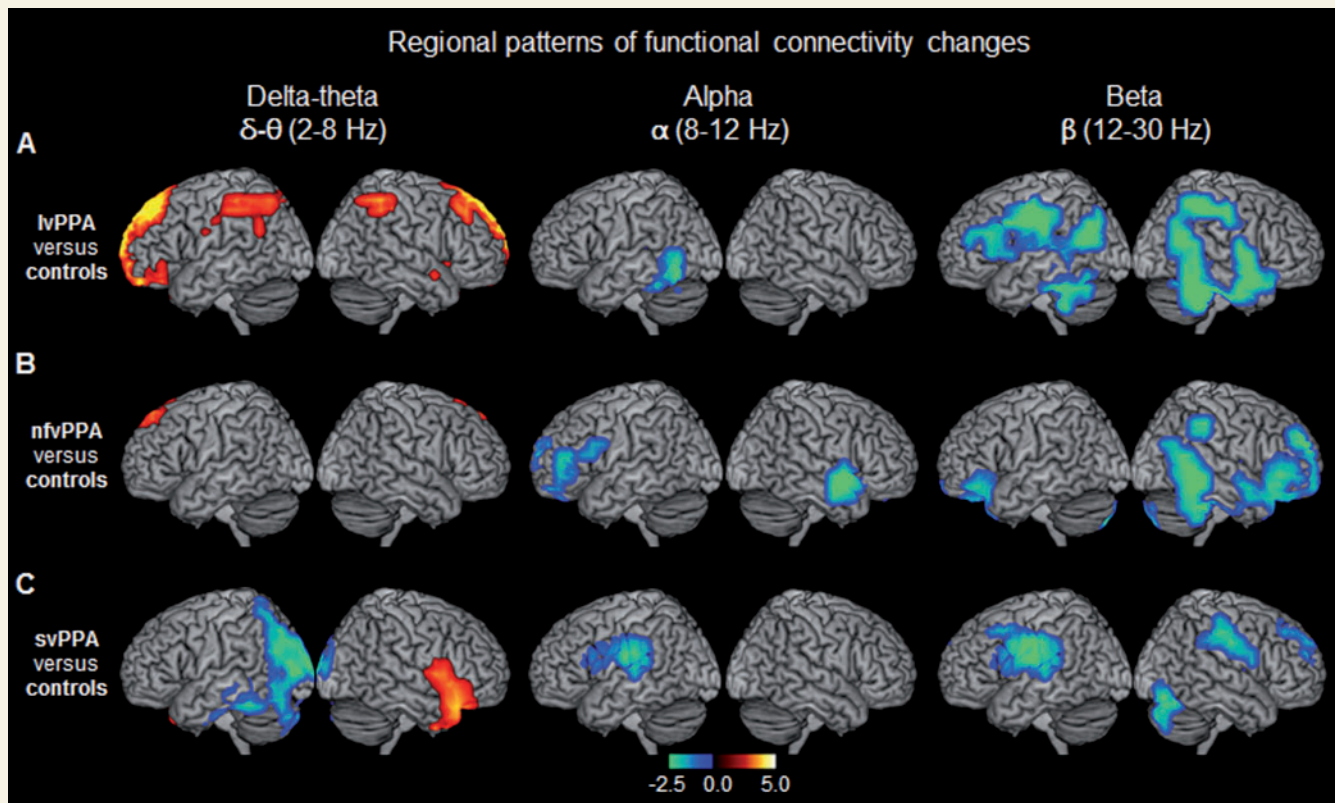 Regional patterns of functional connectivity changes
Delta-theta
δ-θ (2-8 Hz)
Alpha
α (8-12 Hz)
Beta
β (12-30 Hz)
A
lvPPA
versus
controls
B
nfvPPA
versus
controls
C
svPPA
versus
controls
-2.5 0.0 5.0